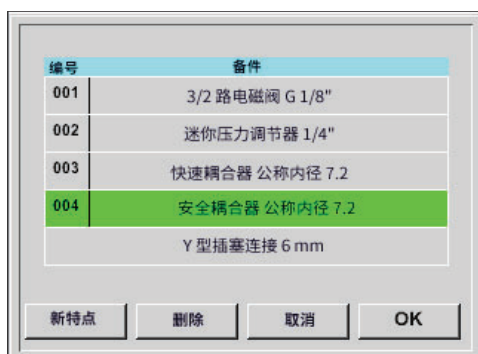 编号 备件
001 3/2 路电磁阀 G 1/8"
002 迷你压力调节器 1/4"
003 快速耦合器 公称内径 7.2
004 安全耦合器 公称内径 7.2
Y 型插塞连接 6 mm
新特点 删除 取消 OK